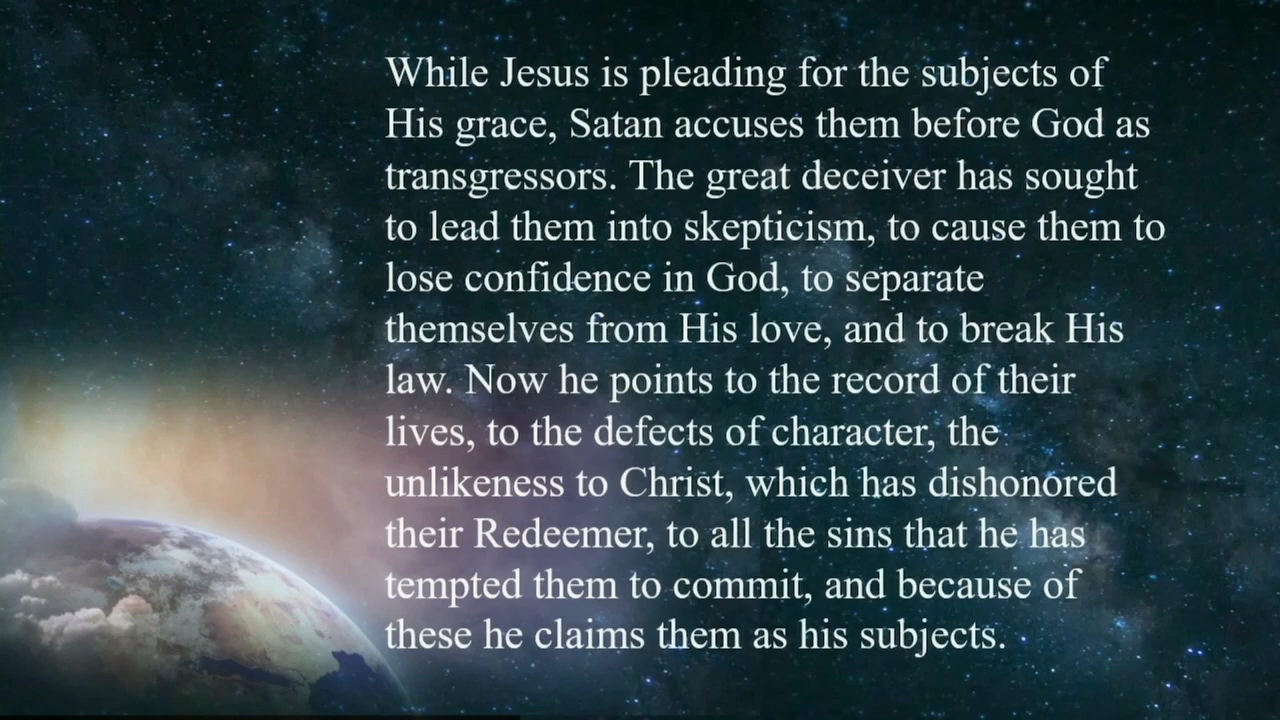 While Jesus is pleading for the subjects of
His grace, Satan accuses them before God as
transgressors. The great deceiver has sought
to lead them into skepticism, to cause them to
lose confidence in God, to separate
themselves from His love, and to break His
law. Now he points to the record of their
lives, to the defects of character, the
unlikeness to Christ, which has dishonored
their Redeemer, to all the sins that he has
tempted them to commit, and because of
these he claims them as his subjects.